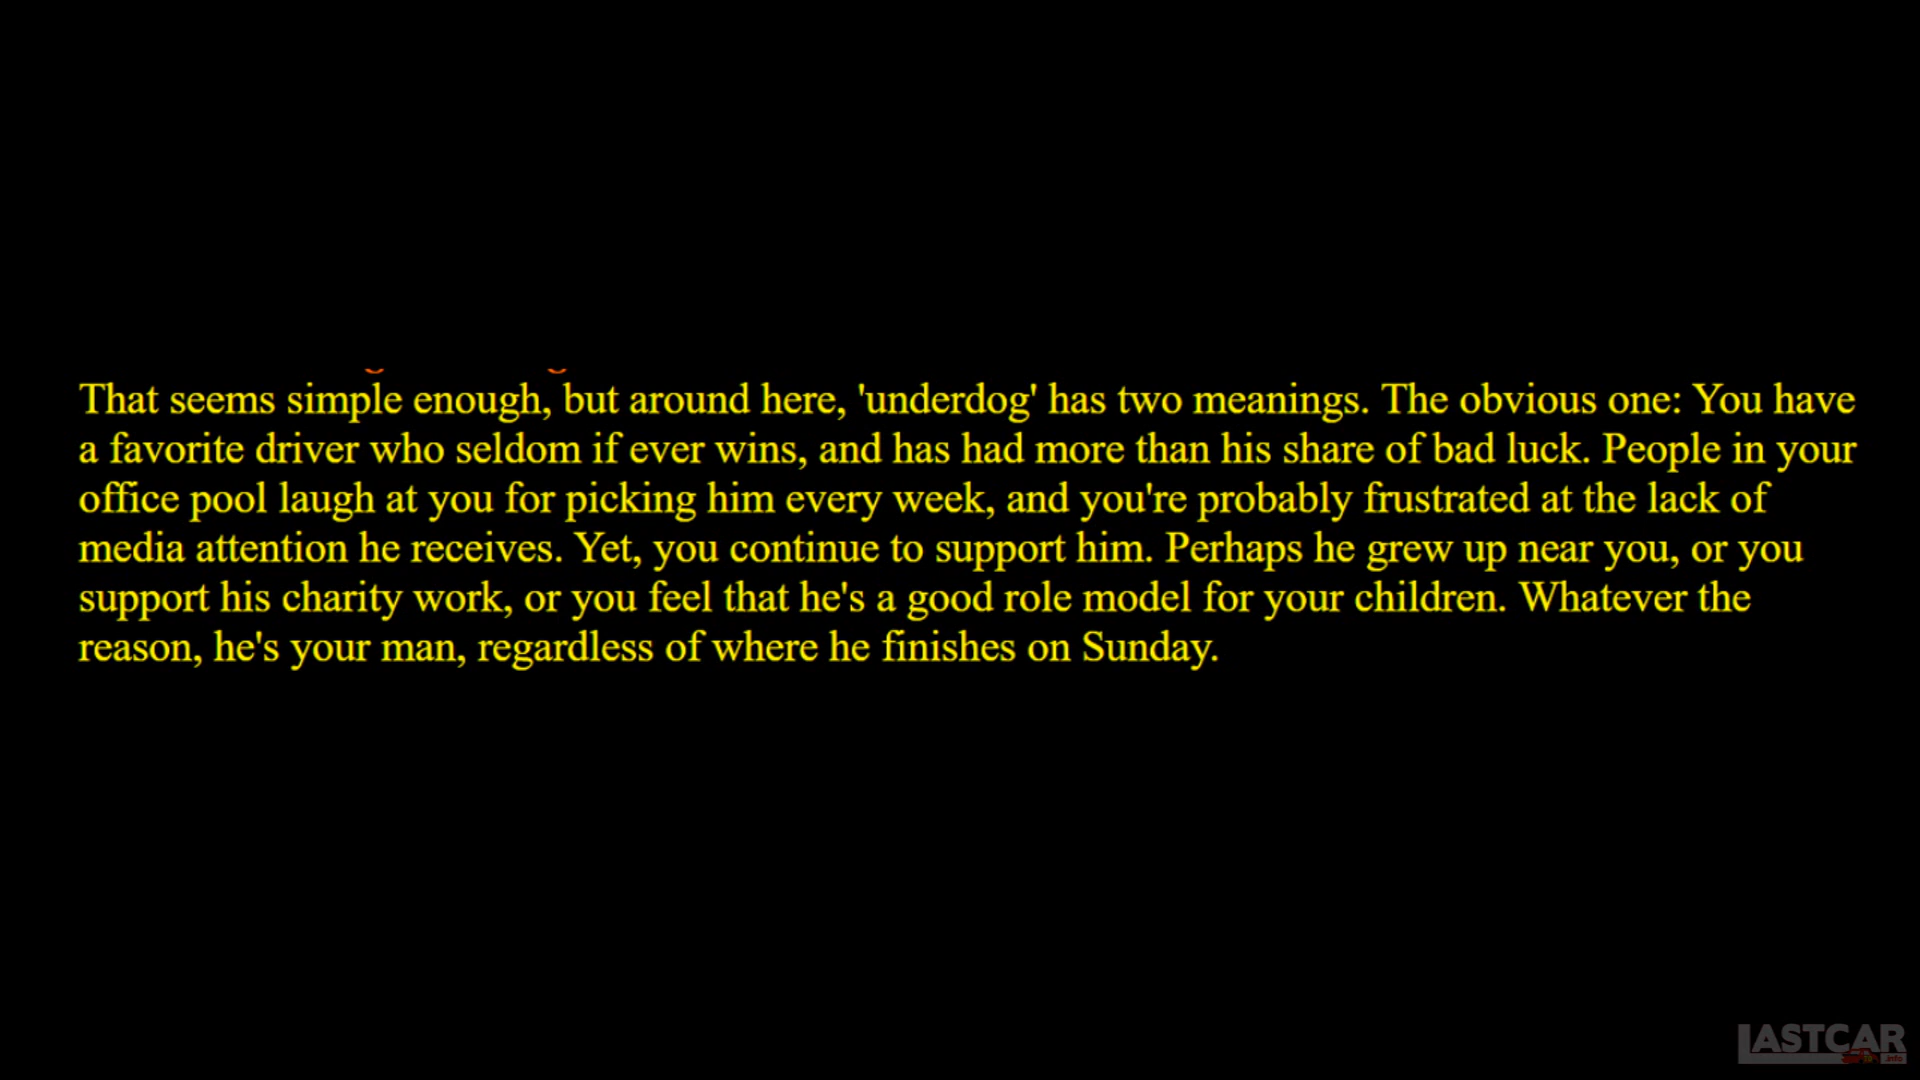 That seems simple enough, but around here, 'underdog' has two meanings. The obvious one: You have
a favorite driver who seldom if ever wins, and has had more than his share of bad luck. People in your
office pool laugh at you for picking him every week, and you're probably frustrated at the lack of
media attention he receives. Yet, you continue to support him. Perhaps he grew up near you, or you
support his charity work, or you feel that he's a good role model for your children. Whatever the
reason, he's your man, regardless of where he finishes on Sunday.
LASTCAR
.info